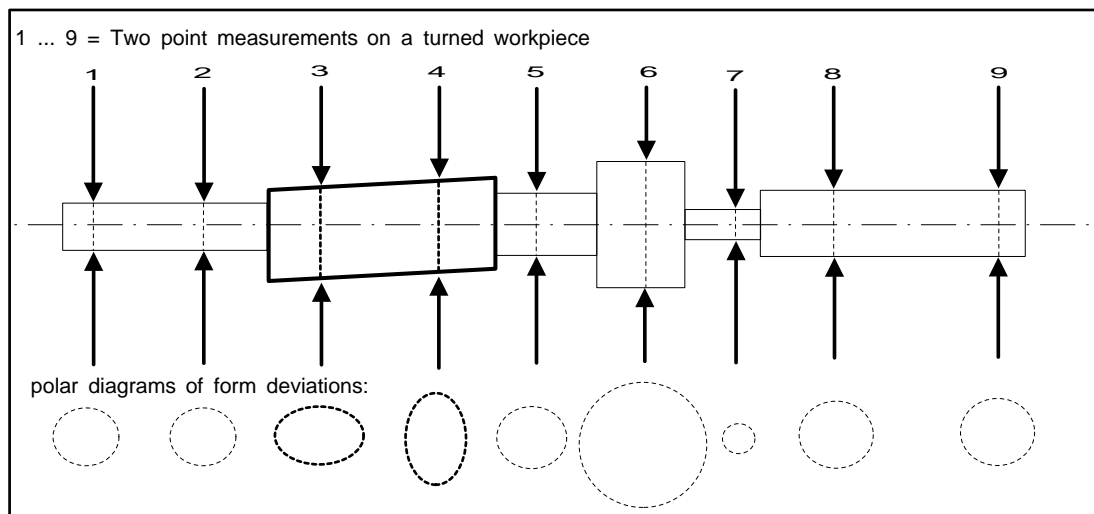 1 ... 9 = Two point measurements on a turned workpiece
1 2 3 4 5 6 7 8 9
polar diagrams of form deviations: